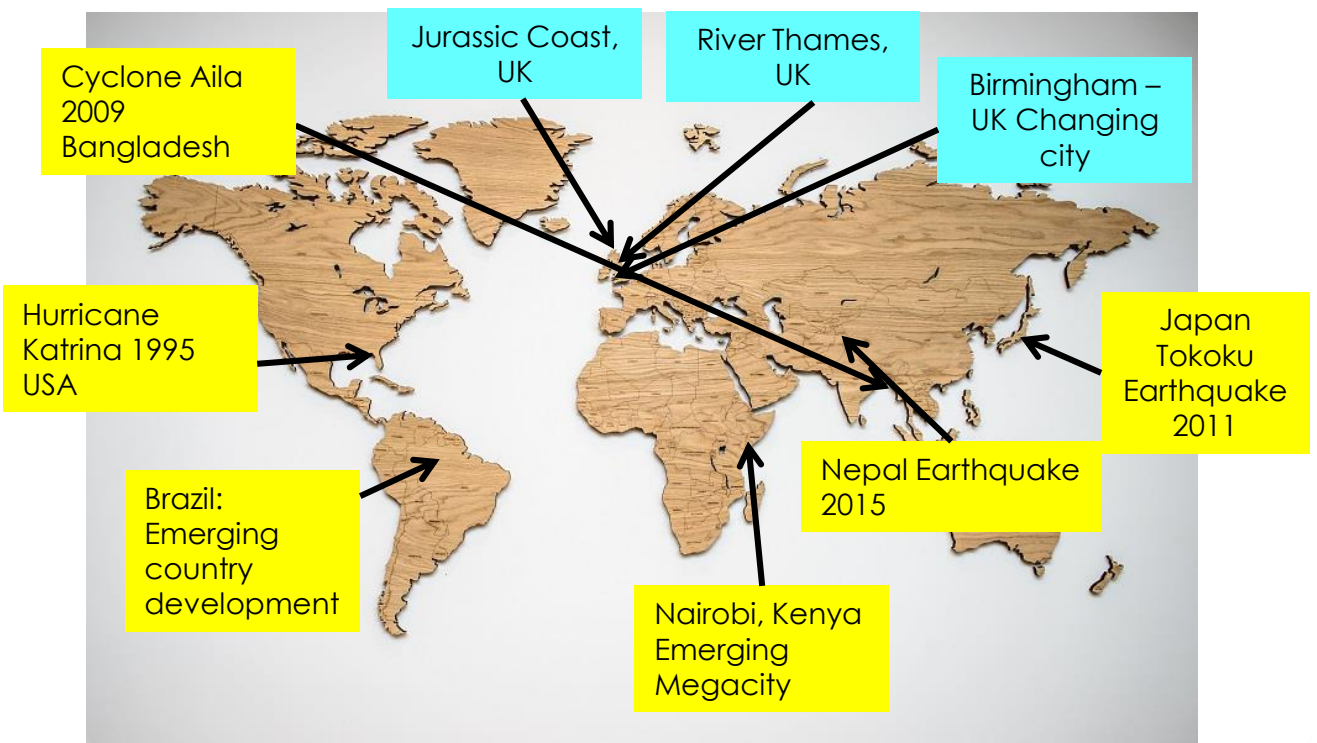 Jurassic Coast,
UK
River Thames,
UK
Cyclone Aila
2009
Bangladesh
Birmingham –
UK Changing
city
Hurricane
Katrina 1995
USA
Japan
Tokoku
Earthquake
2011
Nepal Earthquake
2015
Brazil:
Emerging
country
development
Nairobi, Kenya
Emerging
Megacity